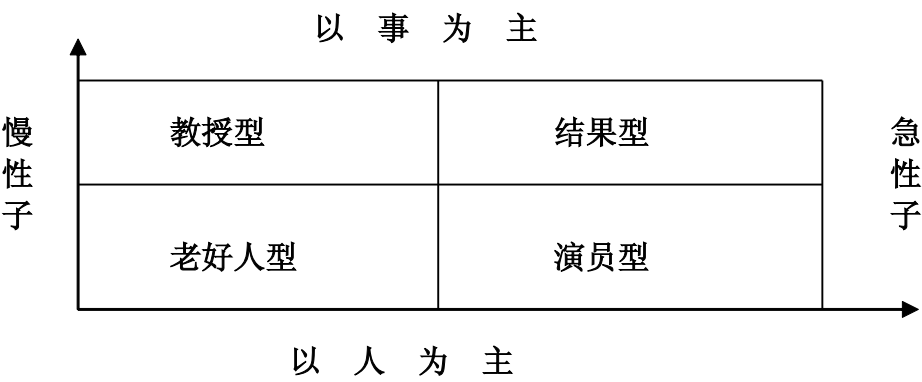 以事为主
慢性子
教授型
结果型
急性子
老好人型
演员型
以人为主